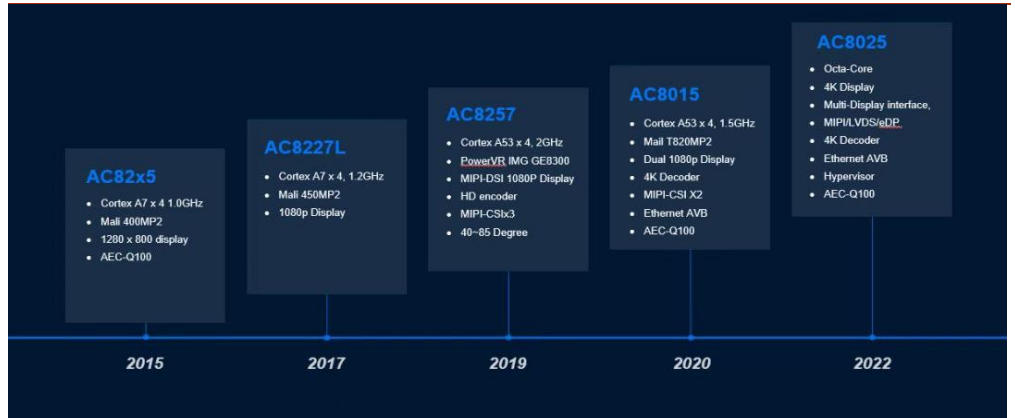 AC82x5
Cortex A7 x 4 1.0GHz
Mali 400MP2
1280 x 800 display
AEC-Q100
2015
AC8227L
Cortex A7 x 4, 1.2GHz
Mali 450MP2
1080p Display
2017
AC8257
Cortex A53 x 4, 2GHz
PowerVR IMG GE8300
MIPI-DSI 1080P Display
HD encoder
MIPI-CSIx3
40~85 Degree
2019
AC8015
Cortex A53 x 4, 1.5GHz
Mail T820MP2
Dual 1080p Display
4K Decoder
MIPI-CSI X2
Ethernet AVB
AEC-Q100
2020
AC8025
Octa-Core
4K Display
Multi-Display interface,
MIPI/LVDS/eDP.
4K Decoder
Ethernet AVB
Hypervisor
AEC-Q100
2022